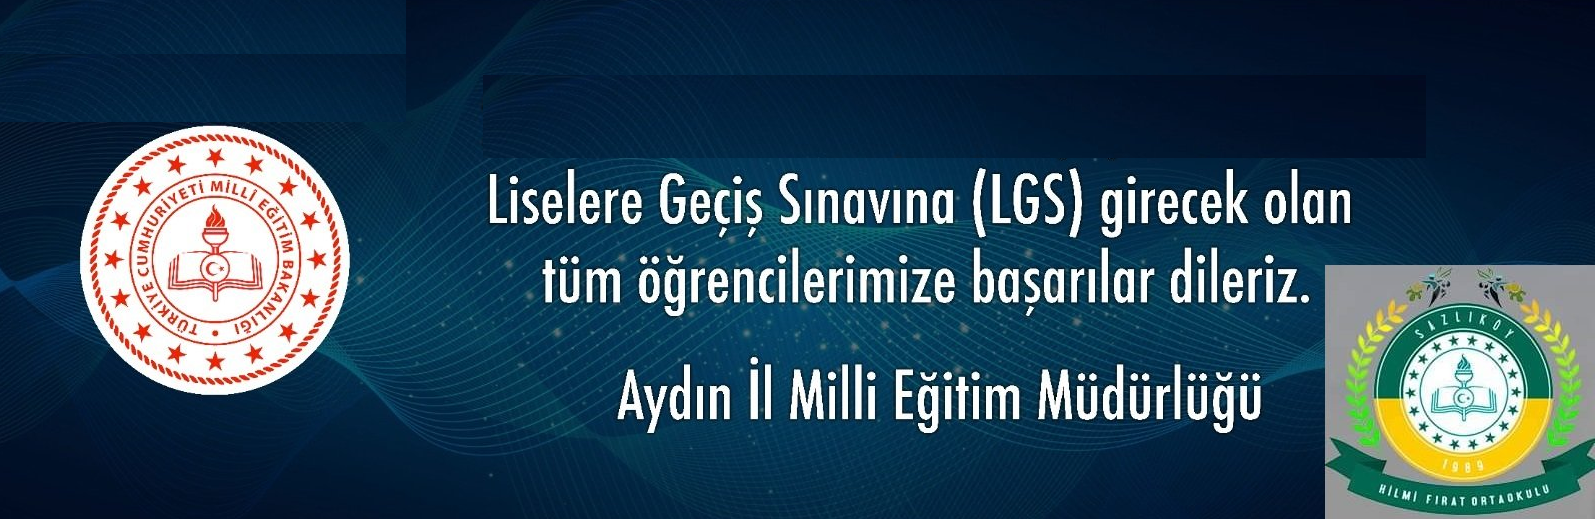 TÜRKİYE CUMHURİYETİ MİLLÎ EĞİTİM BAKANLIĞI
Liselere Geçiş Sınavına (LGS) girecek olan
tüm öğrencilerimize başarılar dileriz.
Aydın İl Milli Eğitim Müdürlüğü
SAZLIKÖY
1989
HİLMİ FIRAT ORTAOKULU